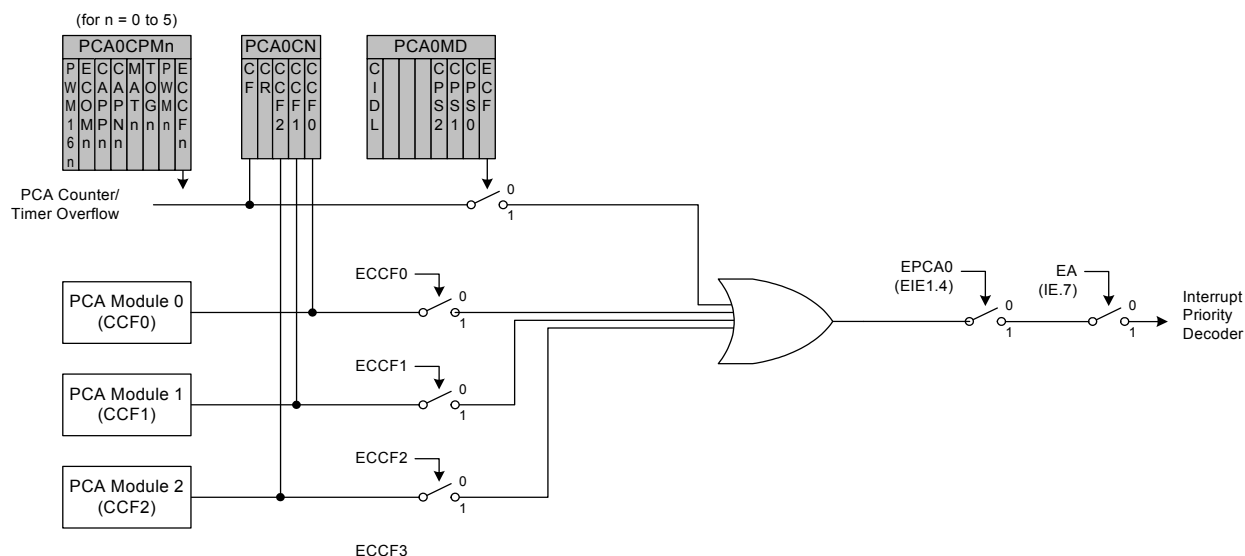 (for n = 0 to 5)
PCA0CPMn
PWM16n
ECOMn
CAPPn
CAPNn
MATn
TOGn
PWMn
ECCFn
PCA0CN
CF
CR
CCF2
CCF1
CCF0
PCA0MD
CIDL
CPS2
CPS1
CPS0
ECF
PCA Counter/
Timer Overflow
0
1
PCA Module 0
(CCF0)
ECCF0
0
1
PCA Module 1
(CCF1)
ECCF1
0
1
PCA Module 2
(CCF2)
ECCF2
0
1
ECCF3
EPCA0
(EIE1.4)
0
1
EA
(IE.7)
0
1
Interrupt
Priority
Decoder